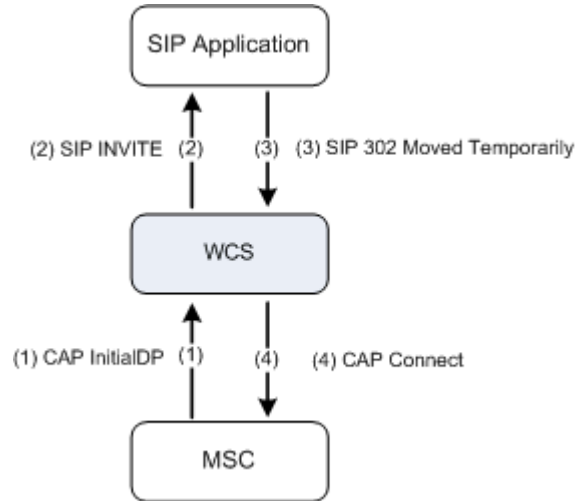 SIP Application
(2) SIP INVITE (2) (3) (3) SIP 302 Moved Temporarily
WCS
(1) CAP InitialDP (1) (4) (4) CAP Connect
MSC